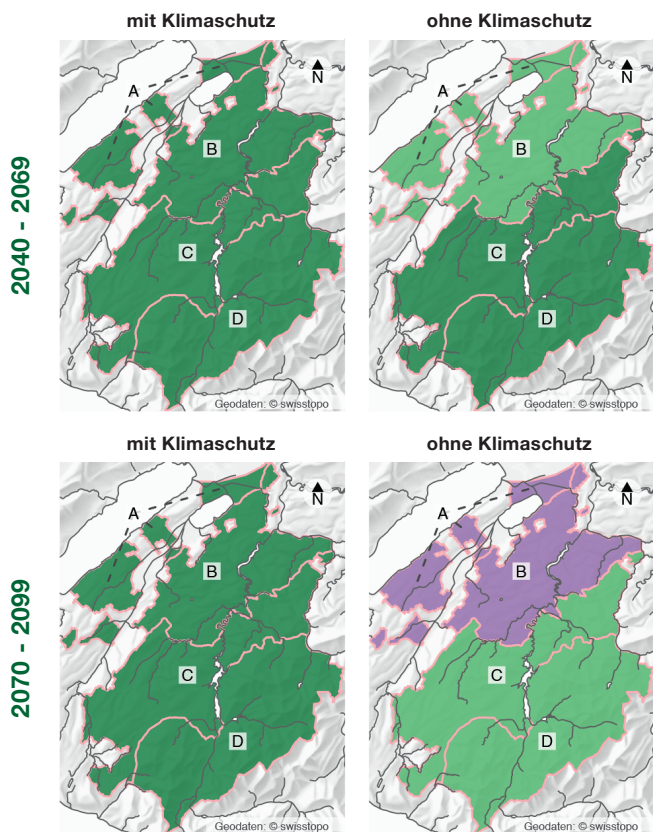 mit Klimaschutz
ohne Klimaschutz
2040 - 2069
A
B
C
D
N
Geodaten: © swisstopo
A
B
C
D
N
Geodaten: © swisstopo
mit Klimaschutz
ohne Klimaschutz
2070 - 2099
A
B
C
D
N
Geodaten: © swisstopo
A
B
C
D
N
Geodaten: © swisstopo